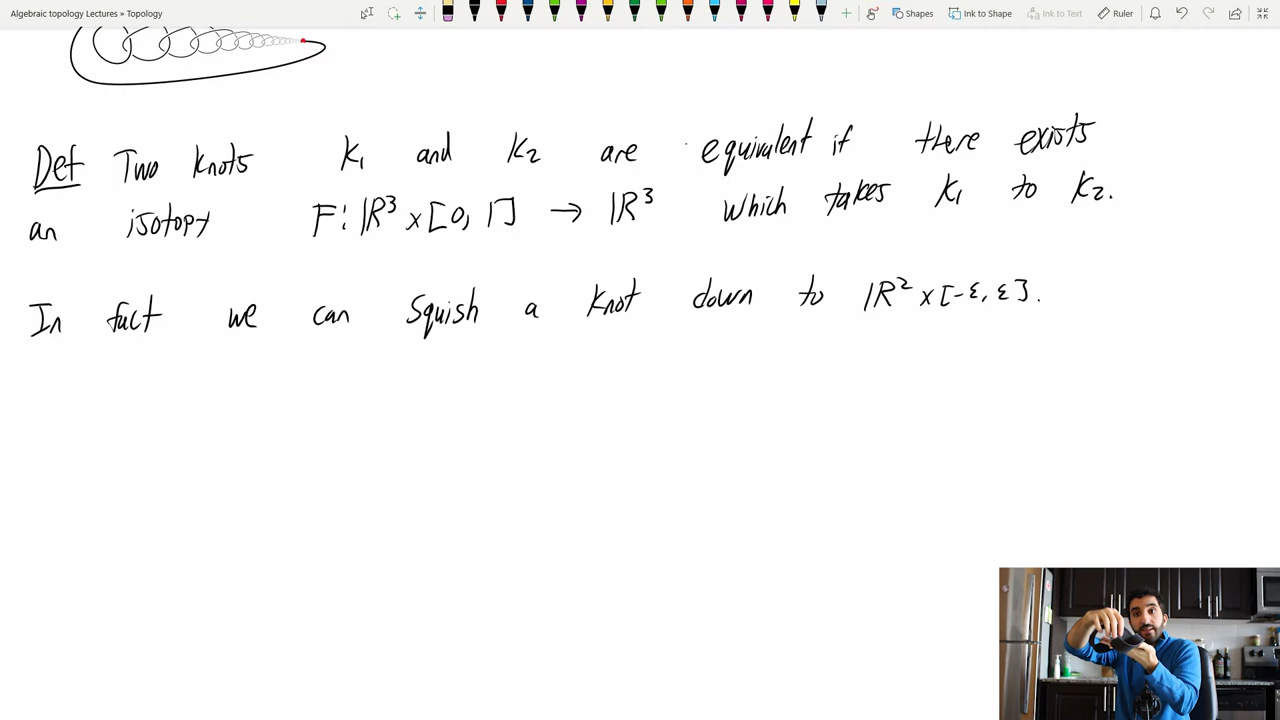 Algebraic topology Lectures » Topology
Shapes
Ink to Shape
Ink to Text
Ruler
Def Two knots K₁ and K₂ are equivalent if there exists
an isotopy F: ℝ³ × [0, 1] → ℝ³ which takes K₁ to K₂.
In fact we can squish a knot down to ℝ² × [-ε, ε].